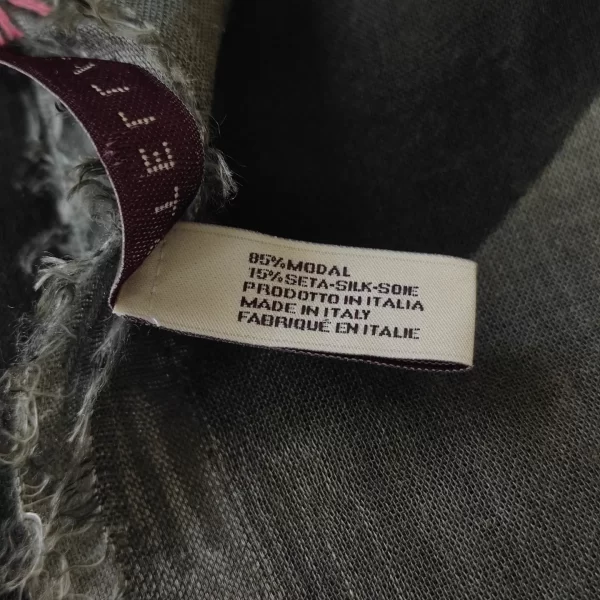 85%MODAL
15%SETA-SILK-SOIE
PRODOTTO IN ITALIA
MADE IN ITALY
FABRIQUÉ EN ITALIE